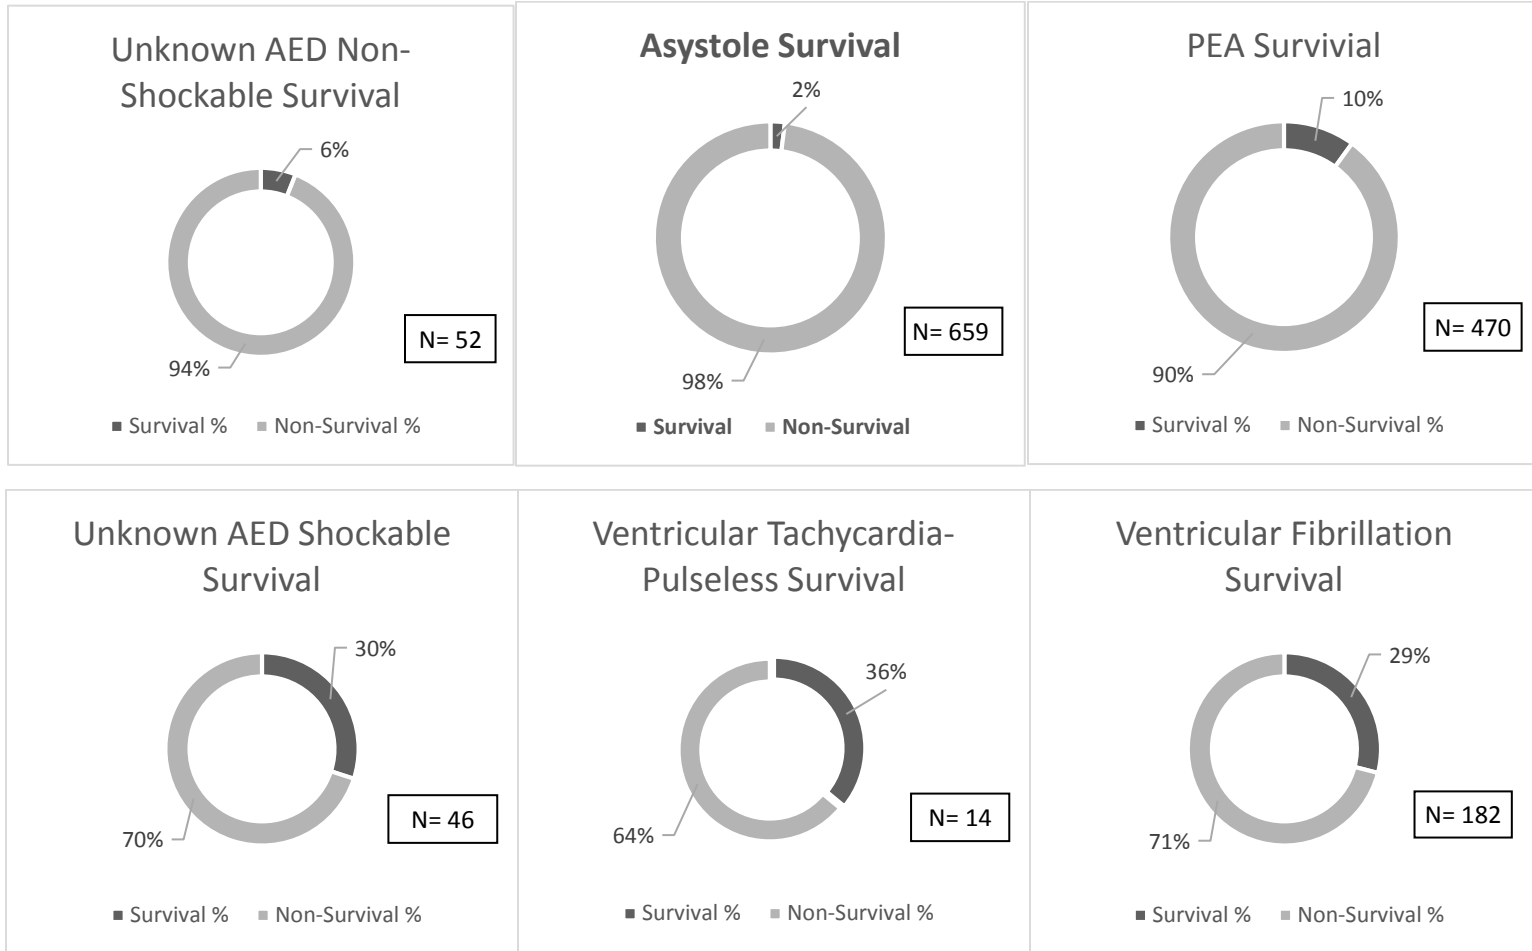 Unknown AED Non-
Shockable Survival
6%
94%
N= 52
■ Survival % ■ Non-Survival %
Asystole Survival
2%
98%
N= 659
■ Survival ■ Non-Survival
PEA Survivial
10%
90%
N= 470
■ Survival % ■ Non-Survival %
Unknown AED Shockable
Survival
30%
70%
N= 46
■ Survival % ■ Non-Survival %
Ventricular Tachycardia-
Pulseless Survival
36%
64%
N= 14
■ Survival % ■ Non-Survival %
Ventricular Fibrillation
Survival
29%
71%
N= 182
■ Survival % ■ Non-Survival %